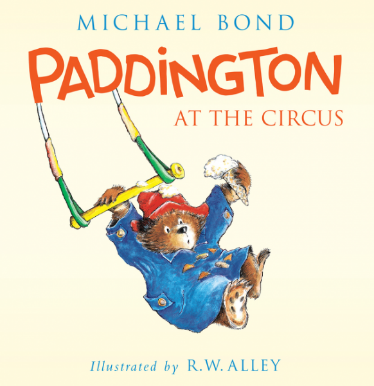 MICHAEL BOND
PADDINGTON
AT THE CIRCUS
Illustrated by R.W. ALLEY